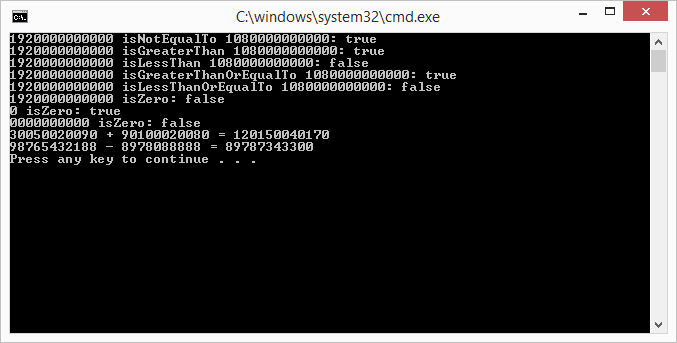 C:\windows\system32\cmd.exe
1920000000000 isNotEqualTo 1080000000000: true
1920000000000 isGreaterThan 1080000000000: true
1920000000000 isLessThan 1080000000000: false
1920000000000 isGreaterThanOrEqualTo 1080000000000: true
1920000000000 isLessThanOrEqualTo 1080000000000: false
1920000000000 isZero: false
0 isZero: true
0000000000 isZero: false
30050020090 + 90100020080 = 120150040170
98765432188 - 8978088888 = 89787343300
Press any key to continue . . .